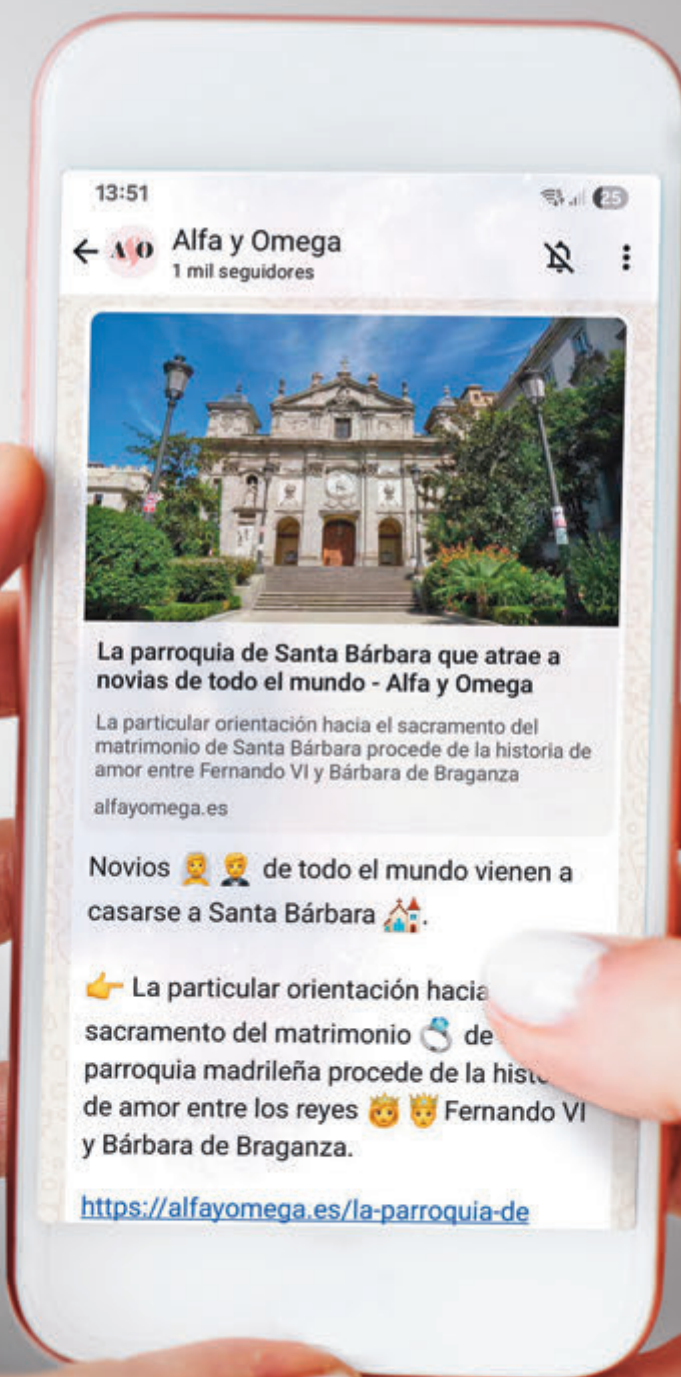 13:51
25
ASO
Alfa y Omega
1 mil seguidores
La parroquia de Santa Bárbara que atrae a
novias de todo el mundo - Alfa y Omega
La particular orientación hacia el sacramento del
matrimonio de Santa Bárbara procede de la historia de
amor entre Fernando VI y Bárbara de Braganza
alfayomega.es
Novios 👰 🤵 de todo el mundo vienen a
casarse a Santa Bárbara 💒.
👉 La particular orientación hacia
sacramento del matrimonio 💍 de
parroquia madrileña procede de la
de amor entre los reyes 👸 🤴 Fernando VI
y Bárbara de Braganza.
https://alfayomega.es/la-parroquia-de